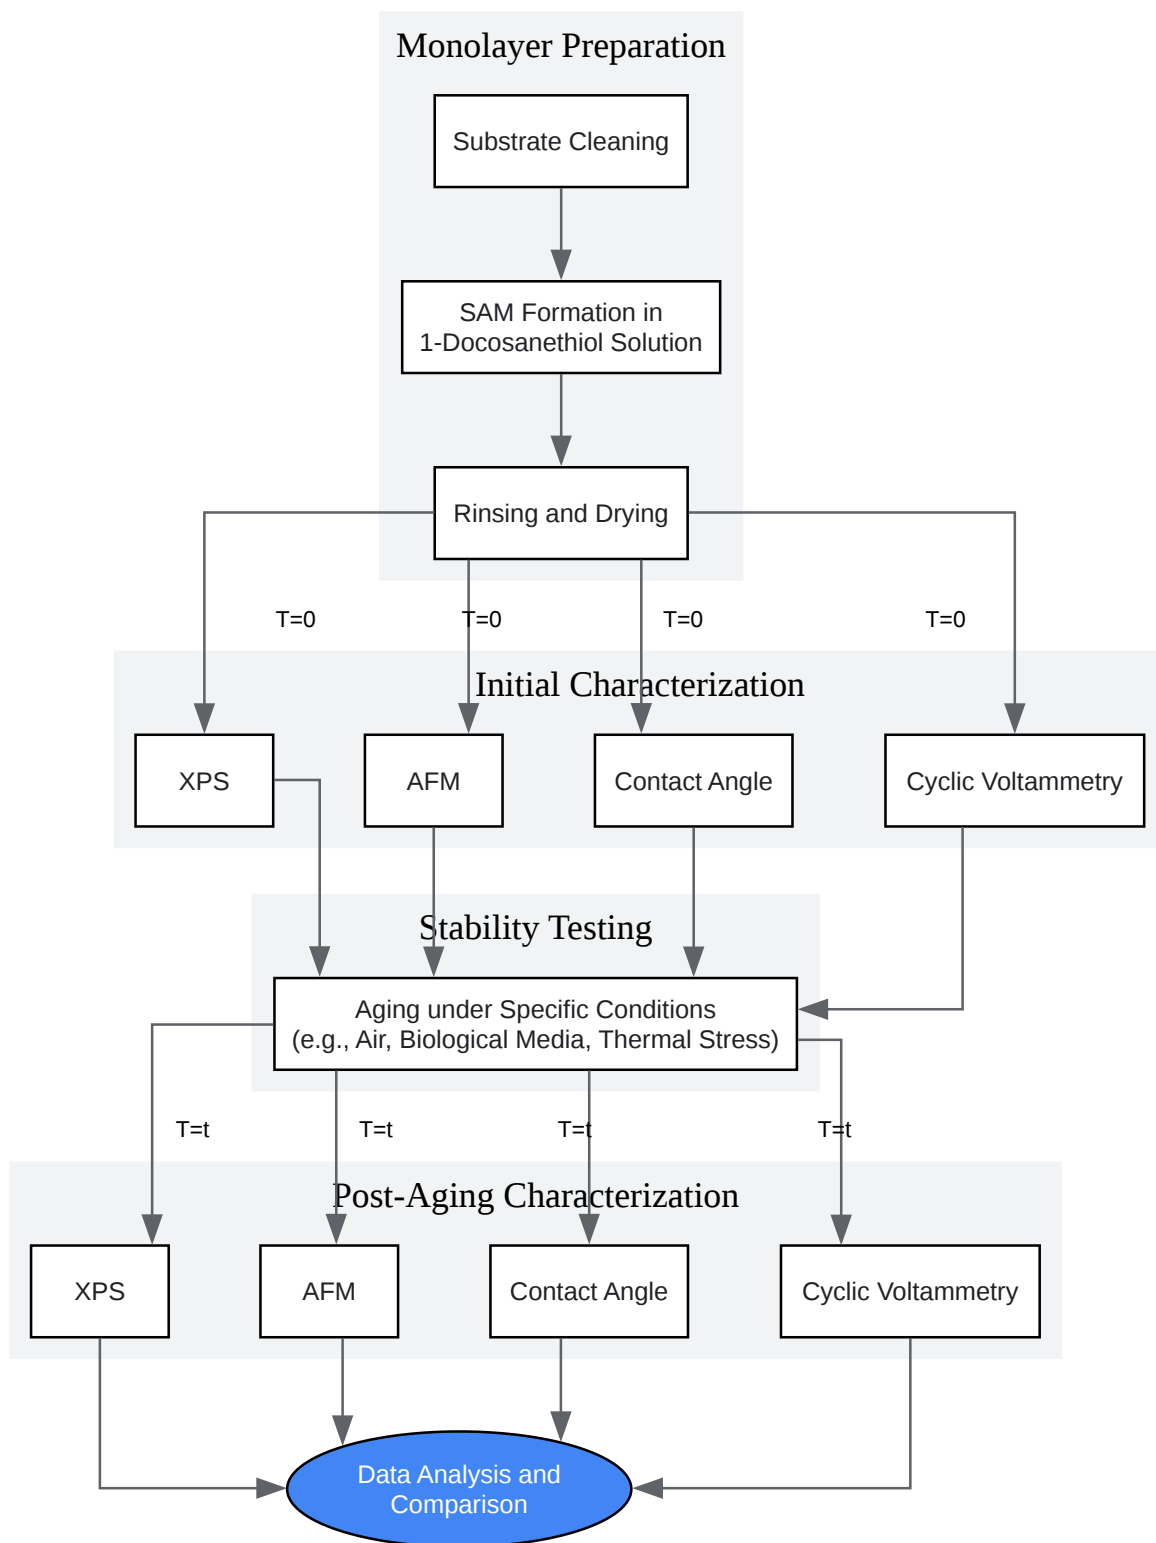 Monolayer Preparation
Substrate Cleaning
SAM Formation in
1-Docosanethiol Solution
Rinsing and Drying
T=0
T=0
T=0
T=0
Initial Characterization
XPS
AFM
Contact Angle
Cyclic Voltammetry
Stability Testing
Aging under Specific Conditions
(e.g., Air, Biological Media, Thermal Stress)
T=t
T=t
T=t
T=t
Post-Aging Characterization
XPS
AFM
Contact Angle
Cyclic Voltammetry
Data Analysis and
Comparison